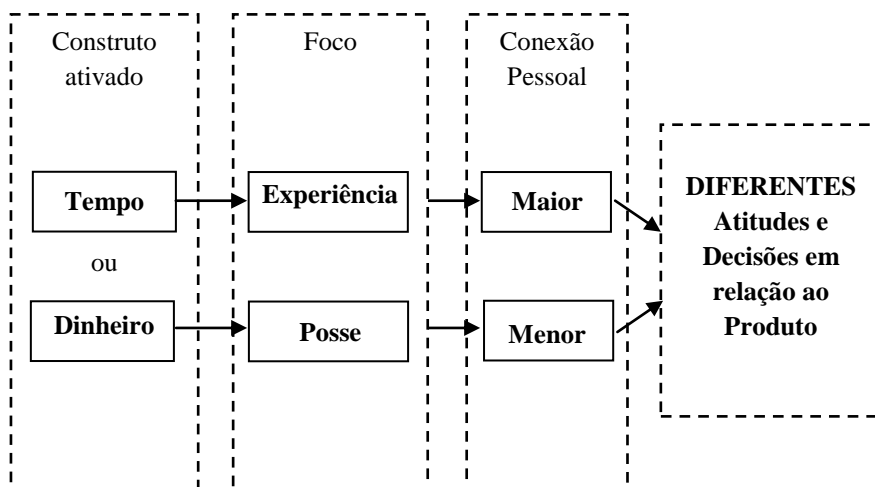 Construto
ativado
Foco
Conexão
Pessoal
Tempo
Experiência
Maior
ou
Dinheiro
Posse
Menor
DIFERENTES
Atitudes e
Decisões em
relação ao
Produto